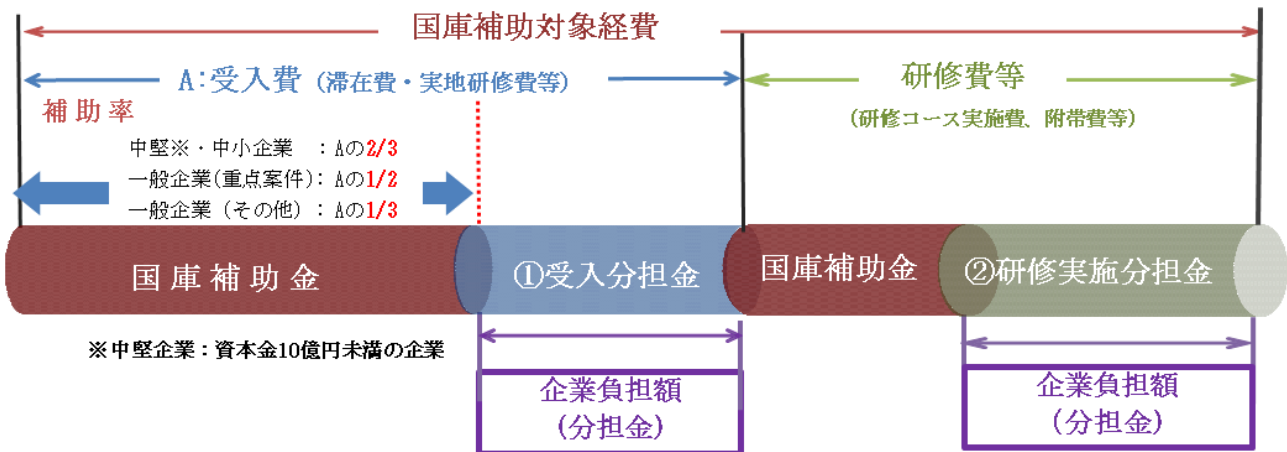 国庫補助対象経費
A:受入費 (滞在費・実地研修費等)
研修費等
(研修コース実施費、附帯費等)
補助率
中堅※・中小企業 : Aの2/3
一般企業(重点案件): Aの1/2
一般企業 (その他) : Aの1/3
国庫補助金
①受入分担金
国庫補助金
②研修実施分担金
※中堅企業:資本金10億円未満の企業
企業負担額
(分担金)
企業負担額
(分担金)